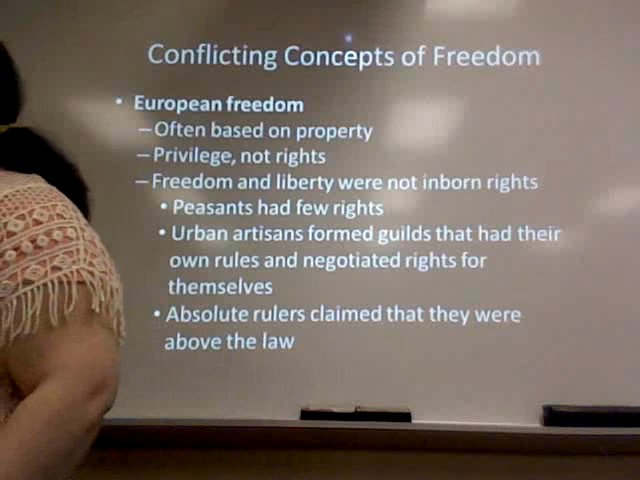 Conflicting Concepts of Freedom
• European freedom
–Often based on property
–Privilege, not rights
–Freedom and liberty were not inborn rights
• Peasants had few rights
• Urban artisans formed guilds that had their
own rules and negotiated rights for
themselves
• Absolute rulers claimed that they were
above the law